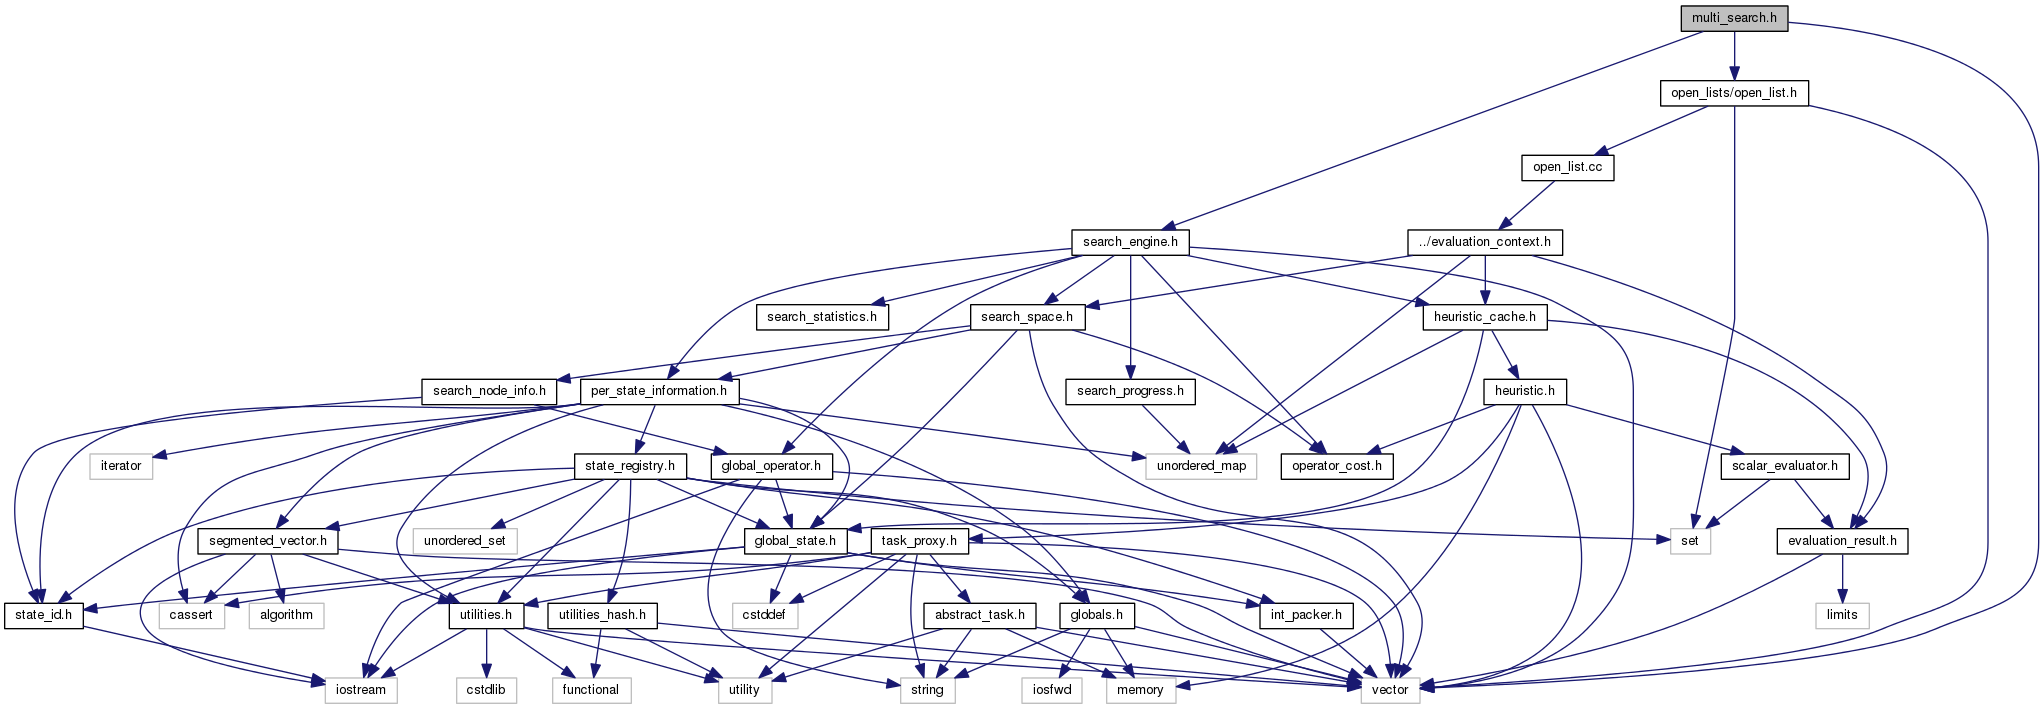 multi_search.h
open_lists/open_list.h
open_list.cc
search_engine.h
../evaluation_context.h
search_statistics.h
search_space.h
heuristic_cache.h
search_node_info.h
per_state_information.h
search_progress.h
heuristic.h
iterator
state_registry.h
global_operator.h
unordered_map
operator_cost.h
scalar_evaluator.h
segmented_vector.h
unordered_set
global_state.h
task_proxy.h
set
evaluation_result.h
state_id.h
cassert
algorithm
utilities.h
utilities_hash.h
cstddef
abstract_task.h
globals.h
int_packer.h
limits
iostream
cstdlib
functional
utility
string
iosfwd
memory
vector